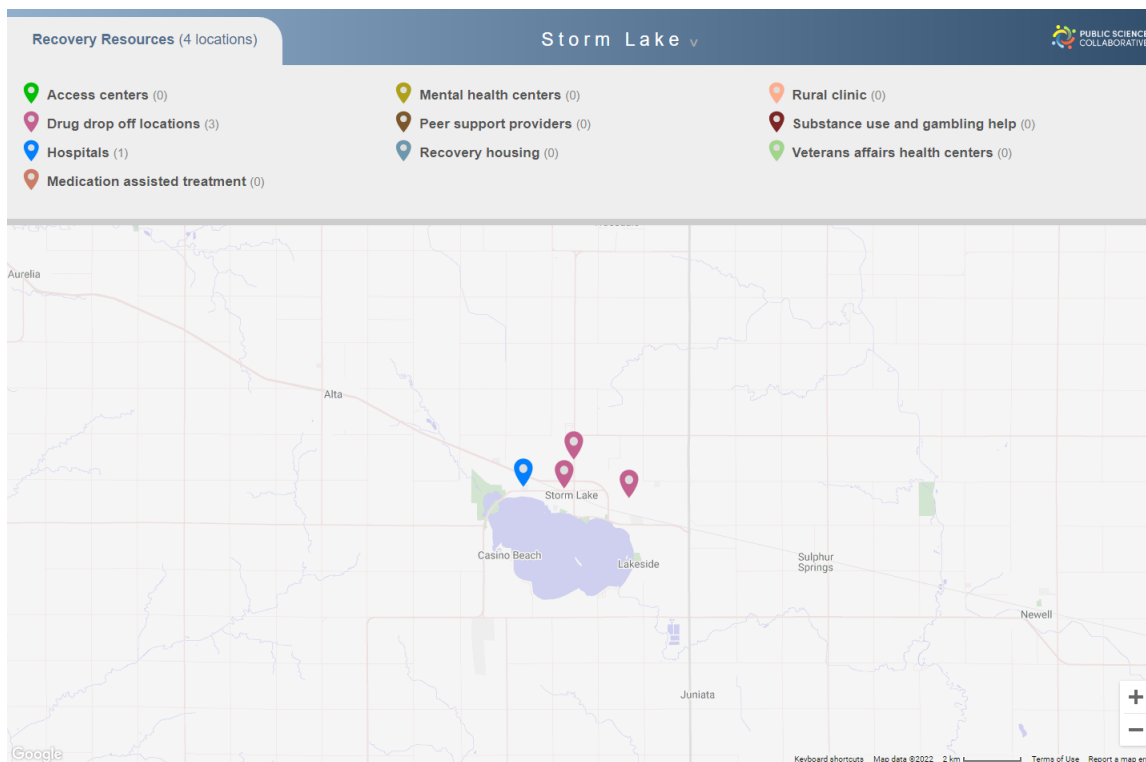 Recovery Resources (4 locations)
Storm Lake v
PUBLIC SCIENCE
COLLABORATIVE
Access centers (0)
Mental health centers (0)
Rural clinic (0)
Drug drop off locations (3)
Peer support providers (0)
Substance use and gambling help (0)
Hospitals (1)
Recovery housing (0)
Veterans affairs health centers (0)
Medication assisted treatment (0)
Aurelia
Alta
Storm Lake
Casino Beach
Lakeside
Sulphur
Springs
Newell
Juniata
+
−
Google
Keyboard shortcuts Map data ©2022 2 km Terms of Use Report a map er